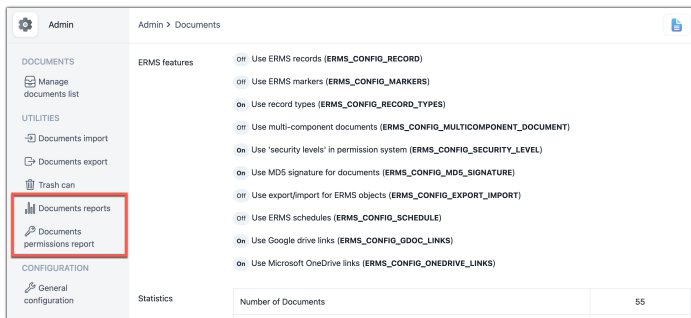 Admin
Admin > Documents
DOCUMENTS
Manage
documents list
UTILITIES
Documents import
Documents export
Trash can
Documents reports
Documents
permissions report
CONFIGURATION
General
configuration
ERMS features
Off Use ERMS records (ERMS_CONFIG_RECORD)
Off Use ERMS markers (ERMS_CONFIG_MARKERS)
On Use record types (ERMS_CONFIG_RECORD_TYPES)
Off Use multi-component documents (ERMS_CONFIG_MULTICOMPONENT_DOCUMENT)
On Use 'security levels' in permission system (ERMS_CONFIG_SECURITY_LEVEL)
On Use MD5 signature for documents (ERMS_CONFIG_MD5_SIGNATURE)
Off Use export/import for ERMS objects (ERMS_CONFIG_EXPORT_IMPORT)
Off Use ERMS schedules (ERMS_CONFIG_SCHEDULE)
On Use Google drive links (ERMS_CONFIG_GDOC_LINKS)
On Use Microsoft OneDrive links (ERMS_CONFIG_ONEDRIVE_LINKS)
Statistics
Number of Documents 55